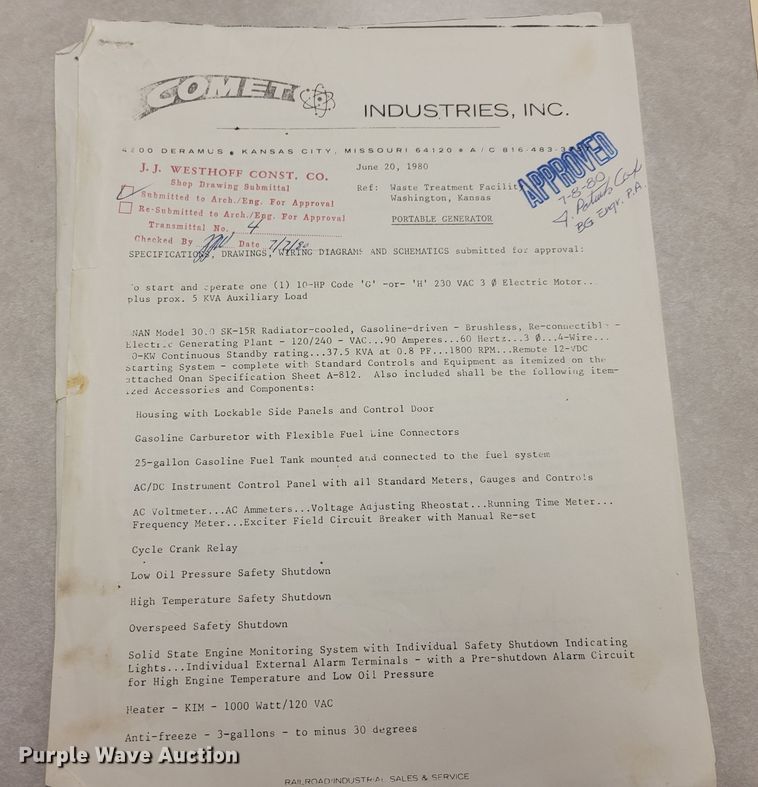 COMET
INDUSTRIES, INC.
DERAMUS • KANSAS CITY, MISSOURI 64120 • A/C 816-483-
J. J. WESTHOFF CONST. CO.
Shop Drawing Submittal
Submitted to Arch./Eng. For Approval
Re-Submitted to Arch./Eng. For Approval
Transmittal No. 4
Checked By Date 7/7/80
June 20, 1980
Ref: Waste Treatment Facilit
Washington, Kansas
PORTABLE GENERATOR
APPROVED
7-8-80
BG Engr. P.A.
SPECIFICATIONS, DRAWINGS, WIRING DIAGRAMS AND SCHEMATICS submitted for approval:
o start and operate one (1) 10-HP Code 'G' -or- 'H' 230 VAC 3 Ø Electric Motor...
plus prox. 5 KVA Auxiliary Load
NAN Model 30.0 SK-15R Radiator-cooled, Gasoline-driven - Brushless, Re-connectible -
Electric Generating Plant - 120/240 - VAC...90 Amperes...60 Hertz...3 Ø...4-Wire...
0-KW Continuous Standby rating...37.5 KVA at 0.8 PF...1800 RPM...Remote 12-VDC
Starting System - complete with Standard Controls and Equipment as itemized on the
attached Onan Specification Sheet A-812. Also included shall be the following item-
ized Accessories and Components:
Housing with Lockable Side Panels and Control Door
Gasoline Carburetor with Flexible Fuel Line Connectors
25-gallon Gasoline Fuel Tank mounted and connected to the fuel system
AC/DC Instrument Control Panel with all Standard Meters, Gauges and Controls
AC Voltmeter...AC Ammeters...Voltage Adjusting Rheostat...Running Time Meter...
Frequency Meter...Exciter Field Circuit Breaker with Manual Re-set
Cycle Crank Relay
Low Oil Pressure Safety Shutdown
High Temperature Safety Shutdown
Overspeed Safety Shutdown
Solid State Engine Monitoring System with Individual Safety Shutdown Indicating
Lights...Individual External Alarm Terminals - with a Pre-shutdown Alarm Circuit
for High Engine Temperature and Low Oil Pressure
Heater - KIM - 1000 Watt/120 VAC
Anti-freeze - 3-gallons - to minus 30 degrees
RAILROAD/INDUSTRIAL SALES & SERVICE
Purple Wave Auction